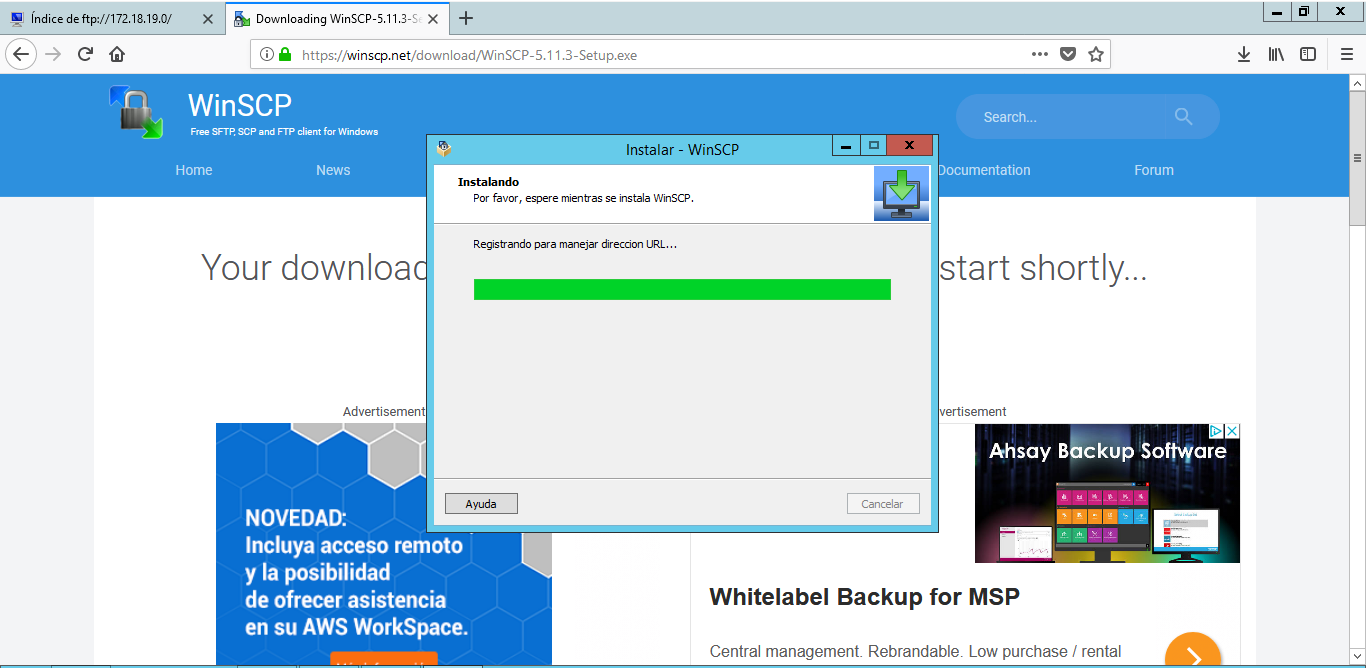 Índice de ftp://172.18.19.0/
Downloading WinSCP-5.11.3-Se
https://winscp.net/download/WinSCP-5.11.3-Setup.exe
WinSCP
Free SFTP, SCP and FTP client for Windows
Search...
Home
News
Documentation
Forum
Instalar - WinSCP
Instalando
Por favor, espere mientras se instala WinSCP.
Registrando para manejar direccion URL...
Ayuda
Cancelar
Your download
start shortly...
Advertisement
vertisement
NOVEDAD:
Incluya acceso remoto
y la posibilidad
de ofrecer asistencia
en su AWS WorkSpace.
Ahsay Backup Software
Whitelabel Backup for MSP
Central management. Rebrandable. Low purchase / rental